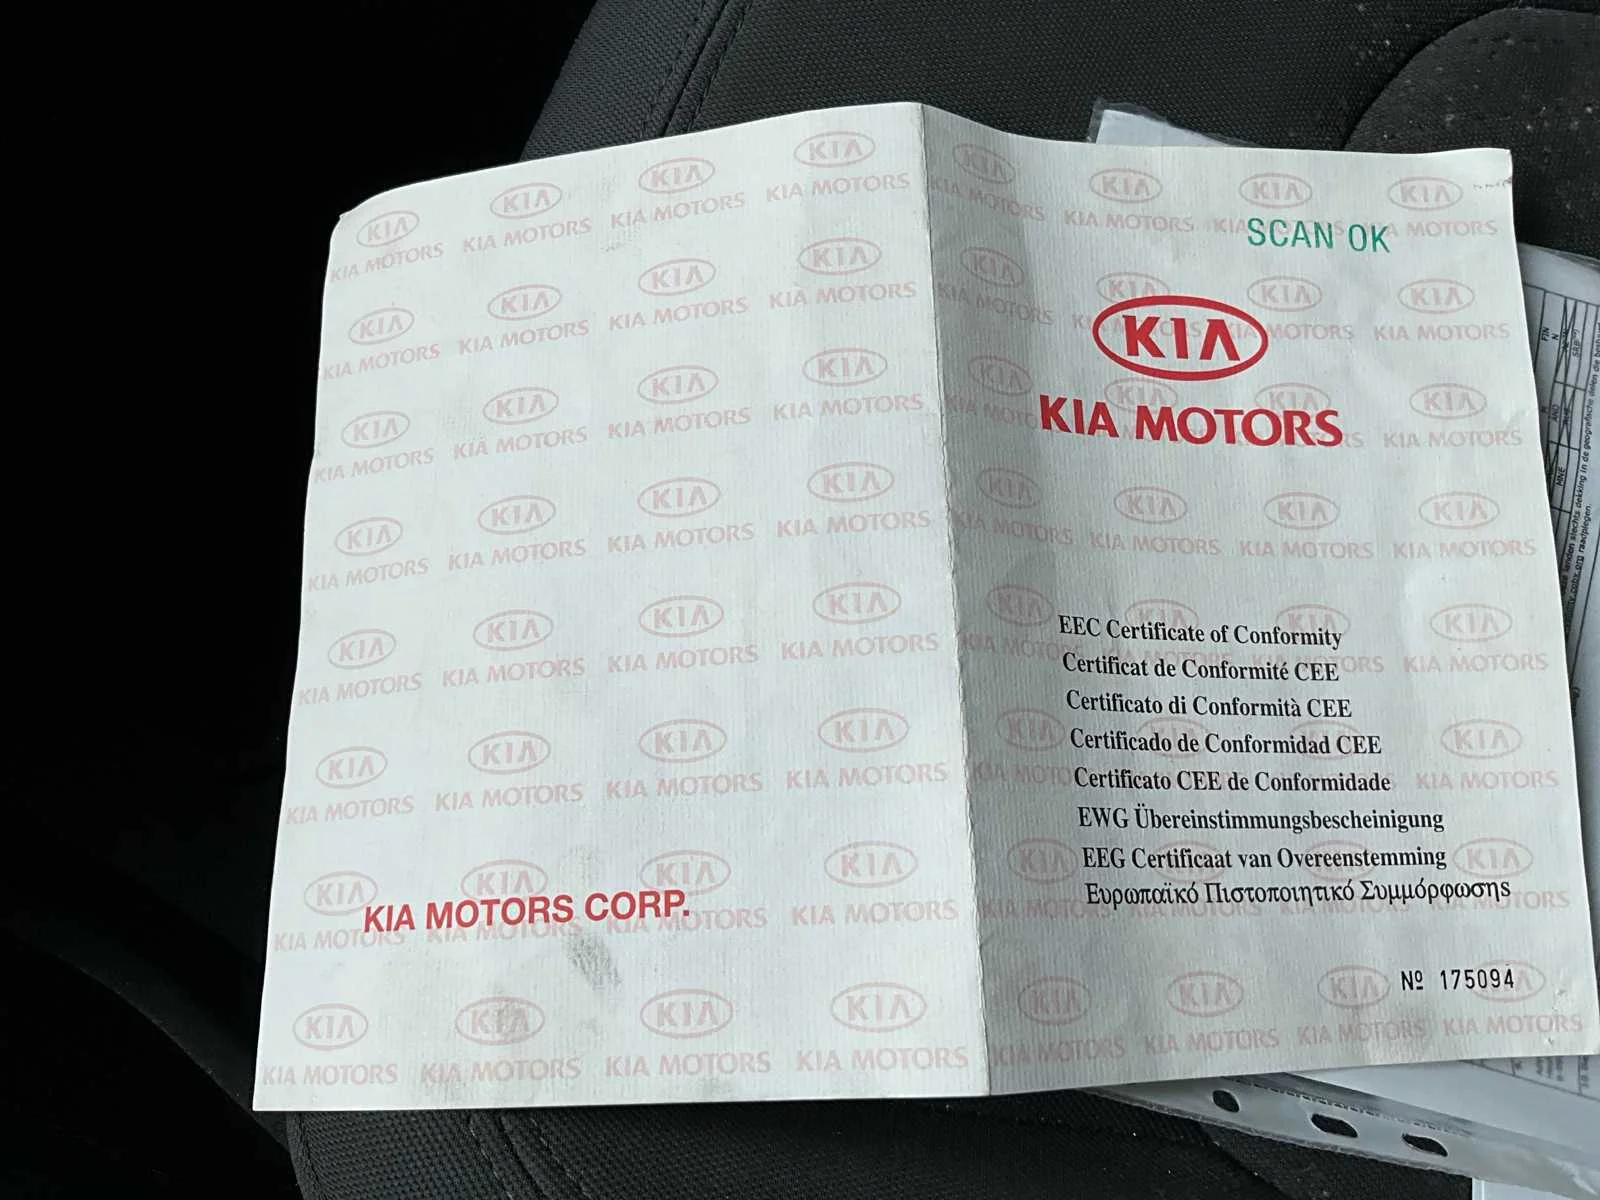 KIA MOTORS CORP.
SCAN OK
KIA
KIA MOTORS
EEC Certificate of Conformity
Certificat de Conformité CEE
Certificato di Conformità CEE
Certificado de Conformidad CEE
Certificato CEE de Conformidade
EWG Übereinstimmungsbescheinigung
EEG Certificaat van Overeenstemming
Ευρωπαϊκό Πιστοποιητικό Συμμόρφωσης
Nº 175094